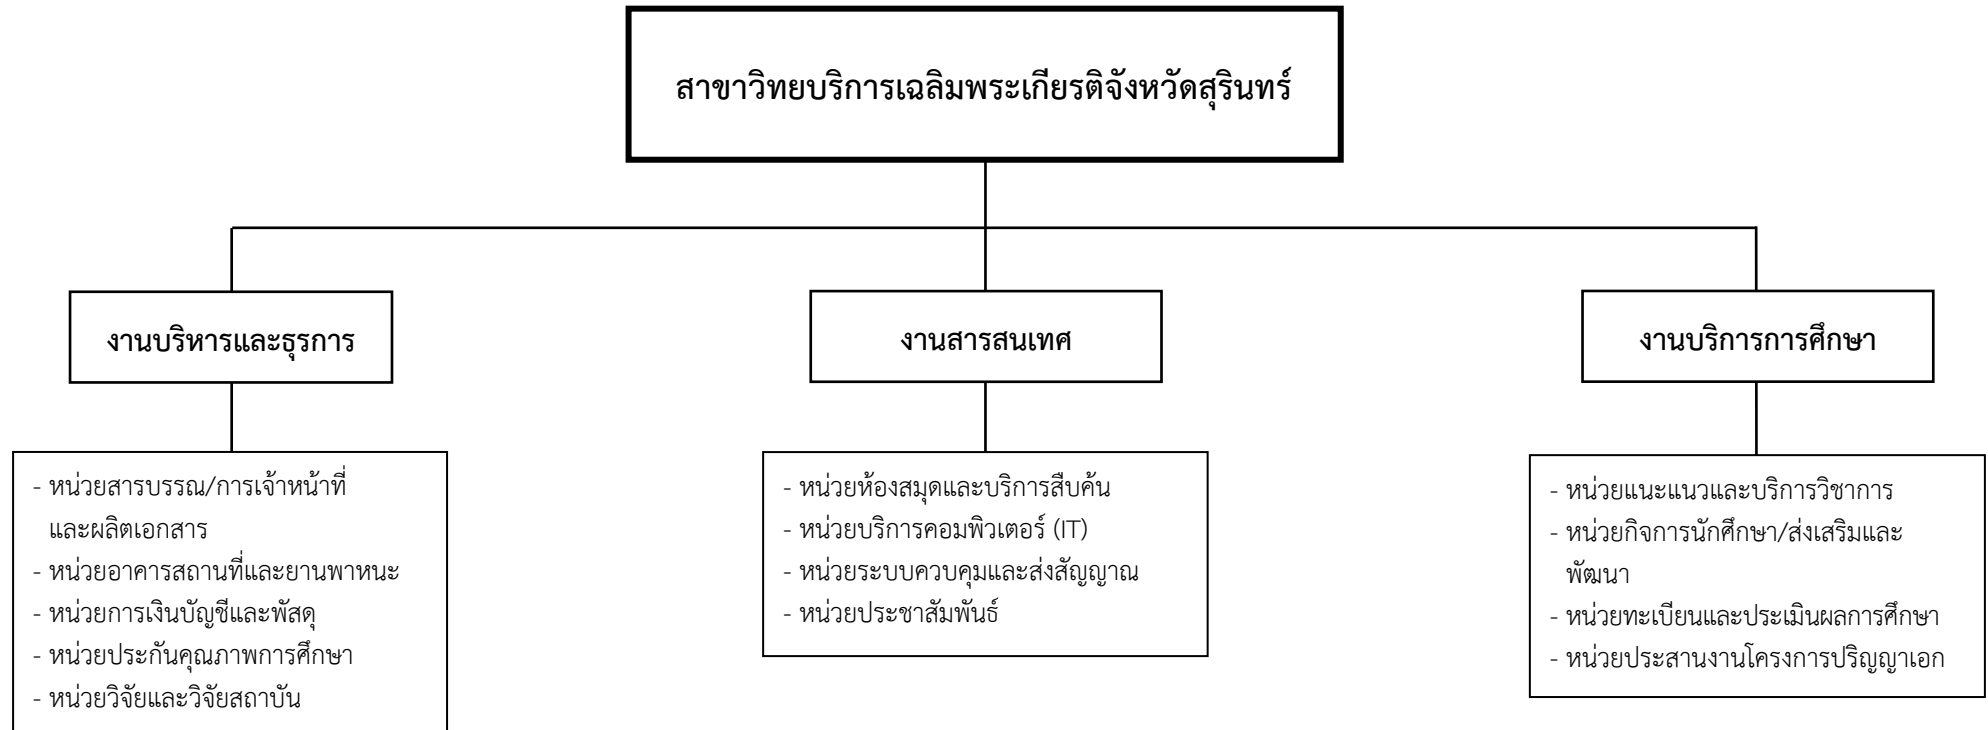 สาขาวิทยบริการเฉลิมพระเกียรติจังหวัดสุรินทร์
งานบริหารและธุรการ
งานสารสนเทศ
งานบริการการศึกษา
- หน่วยสารบรรณ/การเจ้าหน้าที่
และผลิตเอกสาร
- หน่วยอาคารสถานที่และยานพาหนะ
- หน่วยการเงินบัญชีและพัสดุ
- หน่วยประกันคุณภาพการศึกษา
- หน่วยวิจัยและวิจัยสถาบัน
- หน่วยห้องสมุดและบริการสืบค้น
- หน่วยบริการคอมพิวเตอร์ (IT)
- หน่วยระบบควบคุมและส่งสัญญาณ
- หน่วยประชาสัมพันธ์
- หน่วยแนะแนวและบริการวิชาการ
- หน่วยกิจการนักศึกษา/ส่งเสริมและ
พัฒนา
- หน่วยทะเบียนและประเมินผลการศึกษา
- หน่วยประสานงานโครงการปริญญาเอก